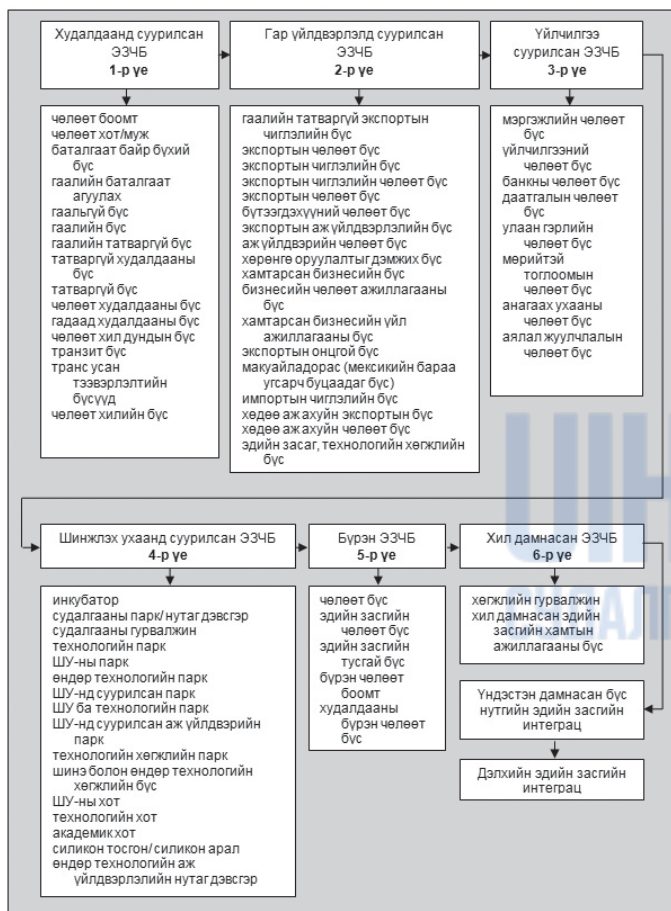 Худалдаанд суурилсан
ЭЗЧБ
1-р үе
Гар үйлдвэрлэлд суурилсан
ЭЗЧБ
2-р үе
Үйлчилгээ
суурилсан ЭЗЧБ
3-р үе
чөлөөт боомт
чөлөөт хот/муж
баталгаат байр бүхий
бүс
гаалийн баталгаат
агуулах
гаальгүй бүс
гаалийн бүс
гаалийн татваргүй бүс
татваргүй худалдааны
бүс
татваргүй бүс
чөлөөт худалдааны бүс
гадаад худалдааны бүс
чөлөөт хил дундын бүс
транзит бүс
транс усан
тээвэрлэлтийн
бүсүүд
чөлөөт хилийн бүс
гаалийн татваргүй экспортын
чиглэлийн бүс
экспортын чөлөөт бүс
экспортын чиглэлийн бүс
экспортын чиглэлийн чөлөөт бүс
экспортын чөлөөт бүс
бүтээгдэхүүний чөлөөт бүс
экспортын аж үйлдвэрлэлийн бүс
аж үйлдвэрийн чөлөөт бүс
хөрөнгө оруулалтыг дэмжих бүс
хамтарсан бизнесийн бүс
бизнесийн чөлөөт ажиллагааны
бүс
хамтарсан бизнесийн үйл
ажиллагааны бүс
экспортын онцгой бүс
макуайладорас (мексикийн бараа
угсарч буцаадаг бүс)
импортын чиглэлийн бүс
хөдөө аж ахуйн экспортын бүс
хөдөө аж ахуйн чөлөөт бүс
эдийн засаг, технологийн хөгжлийн
бүс
мэргэжлийн чөлөөт
бүс
үйлчилгээний
чөлөөт бүс
банкны чөлөөт бүс
даатгалын чөлөөт
бүс
улаан гэрлийн
чөлөөт бүс
мөрийтэй
тоглоомын
чөлөөт бүс
анагаах ухааны
чөлөөт бүс
аялал жуулчлалын
чөлөөт бүс
Шинжлэх ухаанд суурилсан ЭЗЧБ
4-р үе
Бүрэн ЭЗЧБ
5-р үе
Хил дамнасан ЭЗЧБ
6-р үе
инкубатор
судалгааны парк/ нутаг дэвсгэр
судалгааны гурвалжин
технологийн парк
ШУ-ны парк
өндөр технологийн парк
ШУ-нд суурилсан парк
ШУ ба технологийн парк
ШУ-нд суурилсан аж үйлдвэрийн
парк
технологийн хөгжлийн парк
шинэ болон өндөр технологийн
хөгжлийн бүс
ШУ-ны хот
технологийн хот
академик хот
силикон тосгон/ силикон арал
өндөр технологийн аж
үйлдвэрлэлийн нутаг дэвсгэр
чөлөөт бүс
эдийн засгийн
чөлөөт бүс
эдийн засгийн
тусгай бүс
бүрэн чөлөөт
боомт
худалдааны
бүрэн чөлөөт
бүс
хөгжлийн гурвалжин
хил дамнасан эдийн
засгийн хамтын
ажиллагааны бүс
Үндэстэн дамнасан бүс
нутгийн эдийн засгийн
интеграц
Дэлхийн эдийн засгийн
интеграц